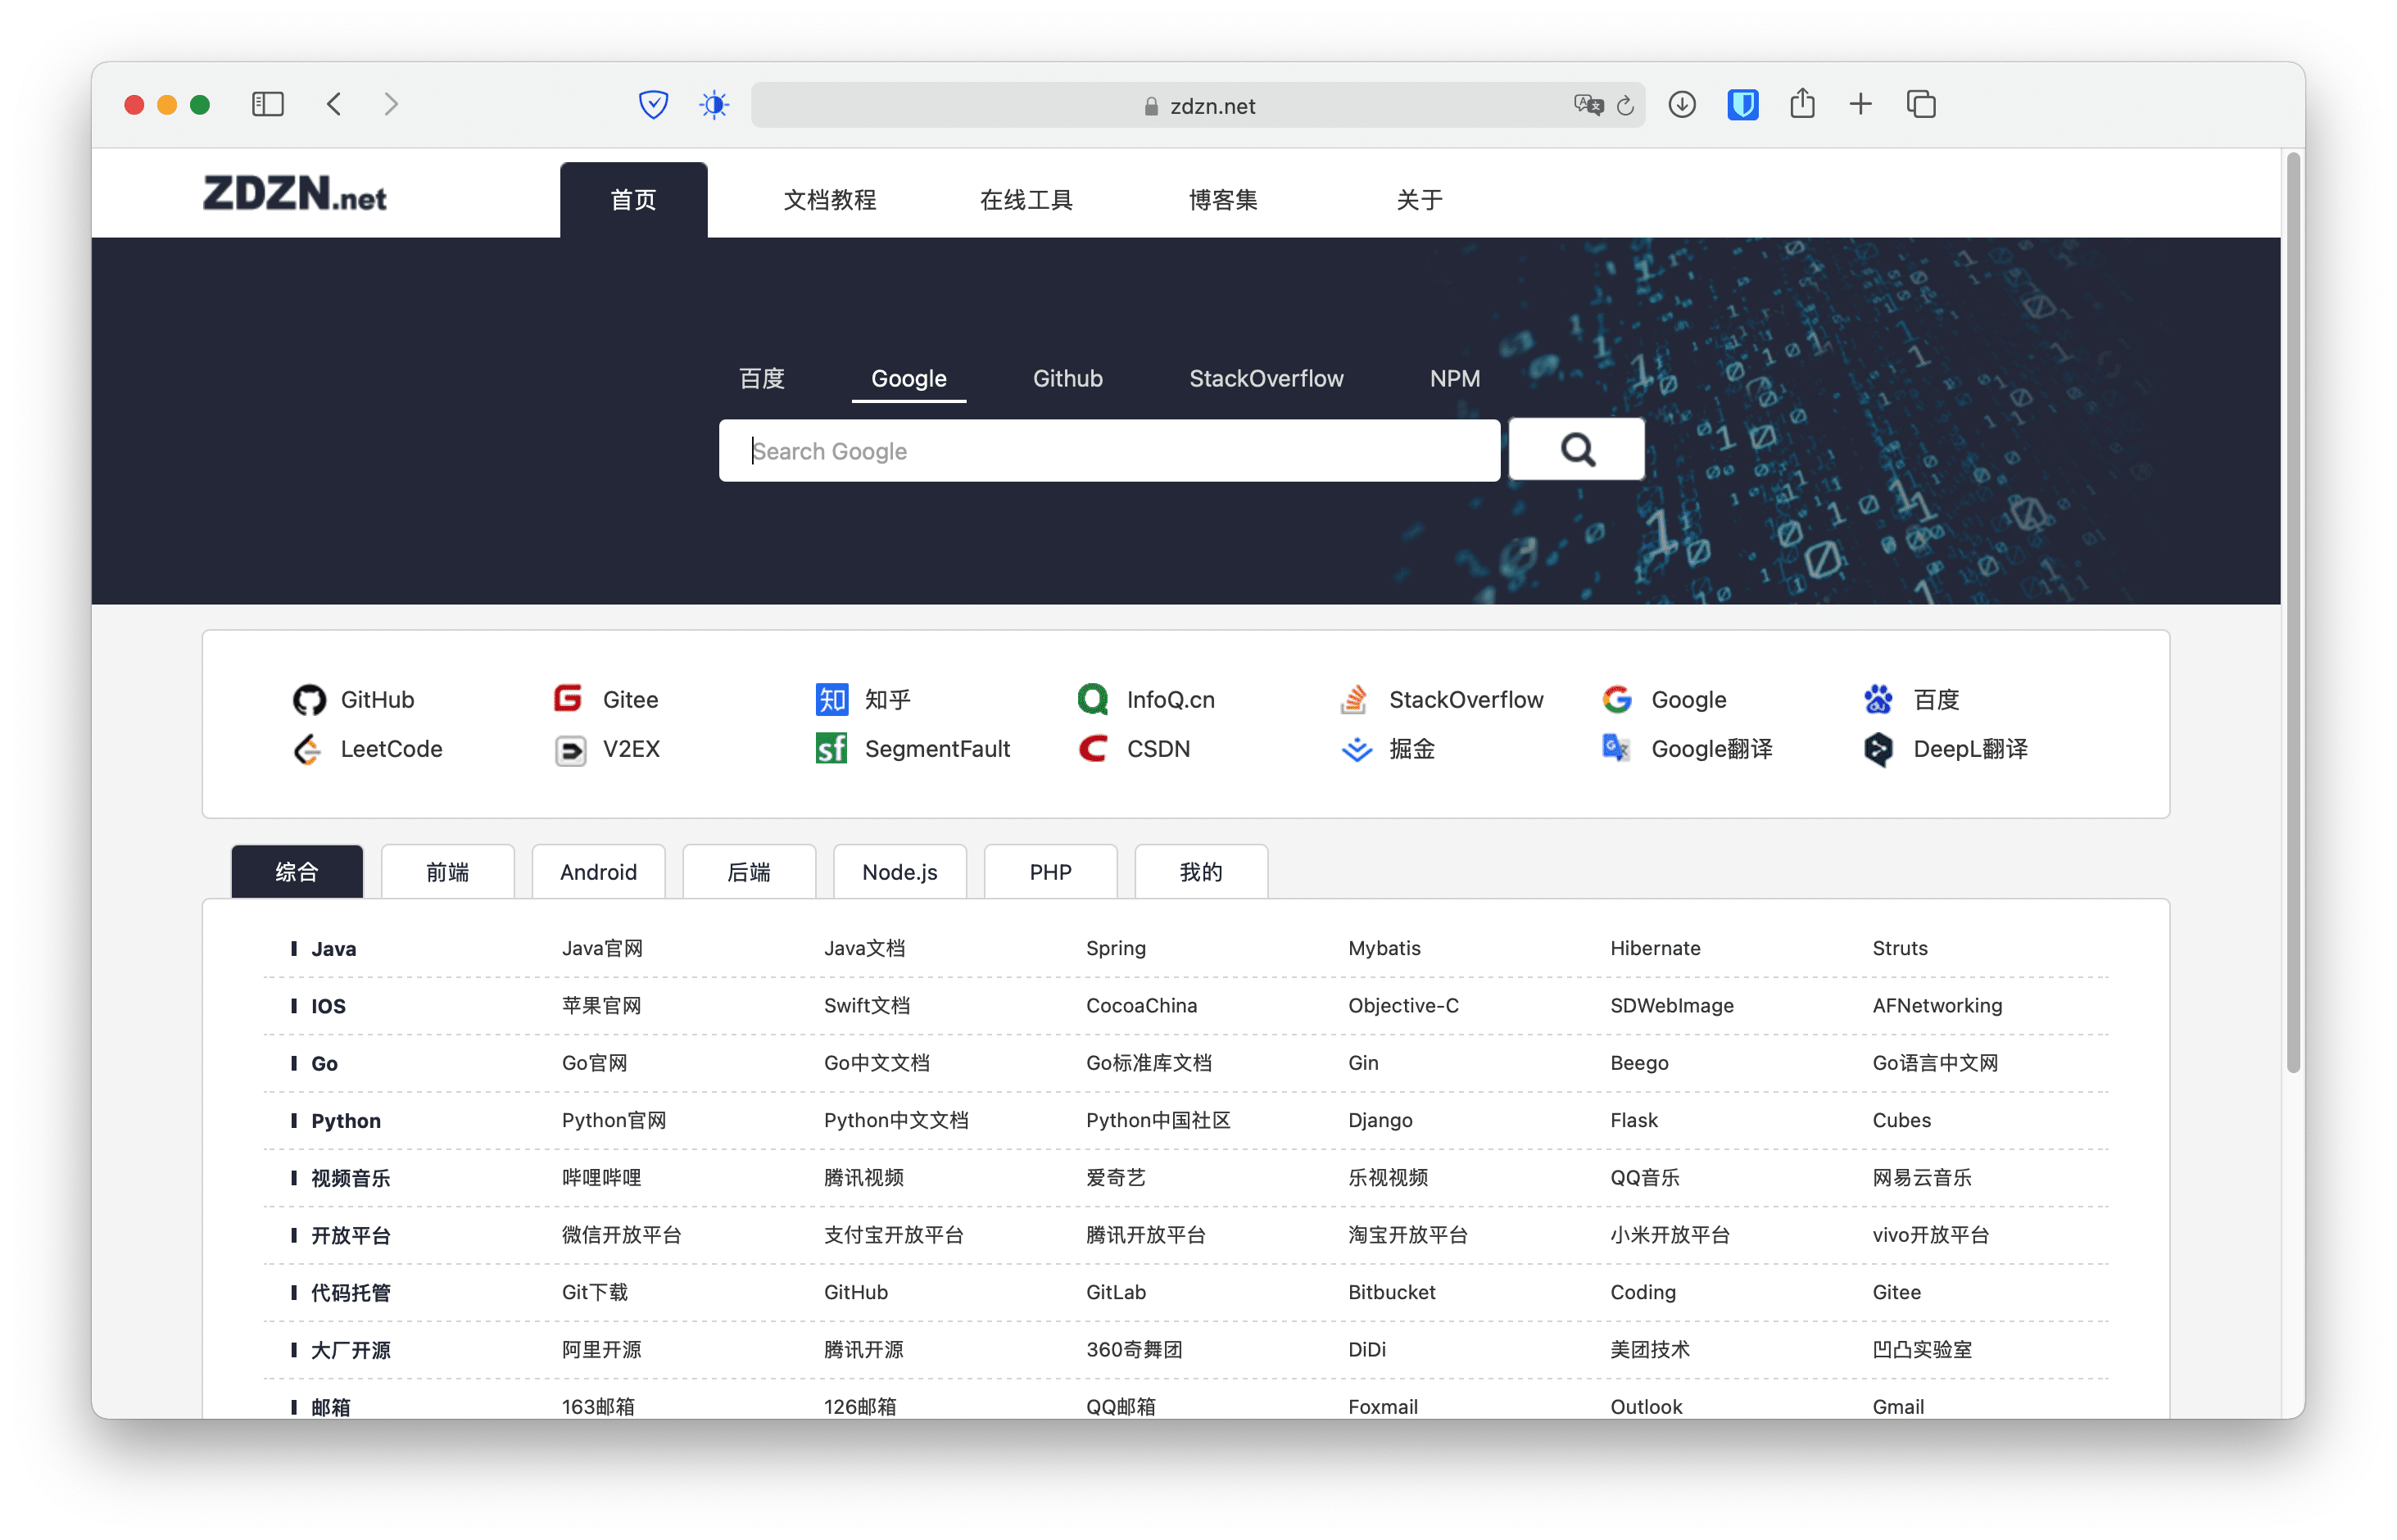 zdzn.net
ZDZN.net 首页 文档教程 在线工具 博客集 关于
百度 Google Github StackOverflow NPM
Search Google
GitHub Gitee 知乎 InfoQ.cn StackOverflow Google 百度
LeetCode V2EX SegmentFault CSDN 掘金 Google翻译 DeepL翻译
综合 前端 Android 后端 Node.js PHP 我的
Java Java官网 Java文档 Spring Mybatis Hibernate Struts
IOS 苹果官网 Swift文档 CocoaChina Objective-C SDWebImage AFNetworking
Go Go官网 Go中文文档 Go标准库文档 Gin Beego Go语言中文网
Python Python官网 Python中文文档 Python中国社区 Django Flask Cubes
视频音乐 哔哩哔哩 腾讯视频 爱奇艺 乐视视频 QQ音乐 网易云音乐
开放平台 微信开放平台 支付宝开放平台 腾讯开放平台 淘宝开放平台 小米开放平台 vivo开放平台
代码托管 Git下载 GitHub GitLab Bitbucket Coding Gitee
大厂开源 阿里开源 腾讯开源 360奇舞团 DiDi 美团技术 凹凸实验室
邮箱 163邮箱 126邮箱 QQ邮箱 Foxmail Outlook Gmail